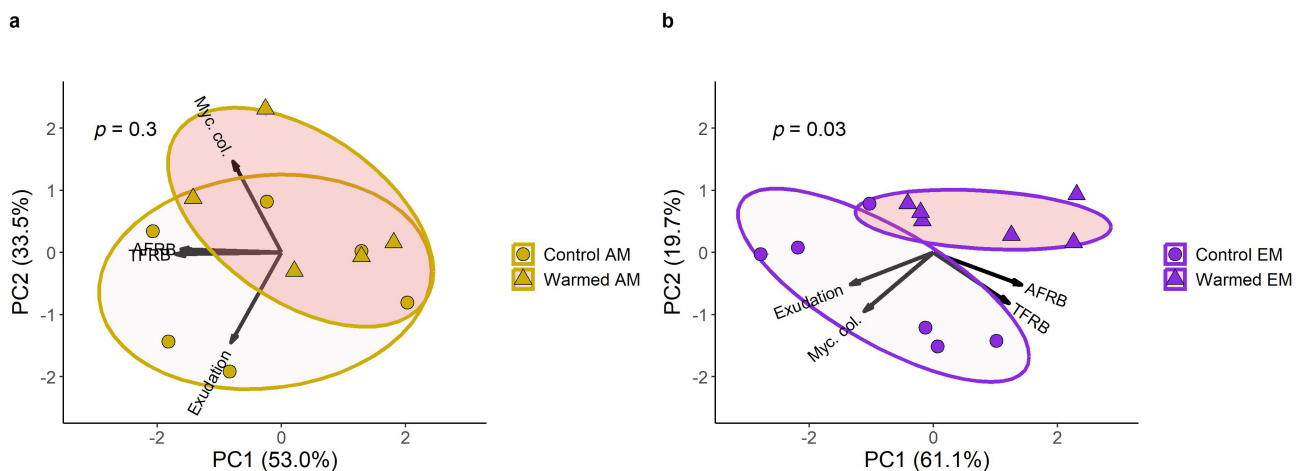 a
PC2 (33.5%)
2
1
0
-1
-2
p = 0.3
Myc. col.
AFRB
TFRB
Exudation
-2
0
2
PC1 (53.0%)
Control AM
Warmed AM
b
PC2 (19.7%)
2
1
0
-1
-2
p = 0.03
Exudation
Myc. col.
AFRB
TFRB
-2
0
2
PC1 (61.1%)
Control EM
Warmed EM